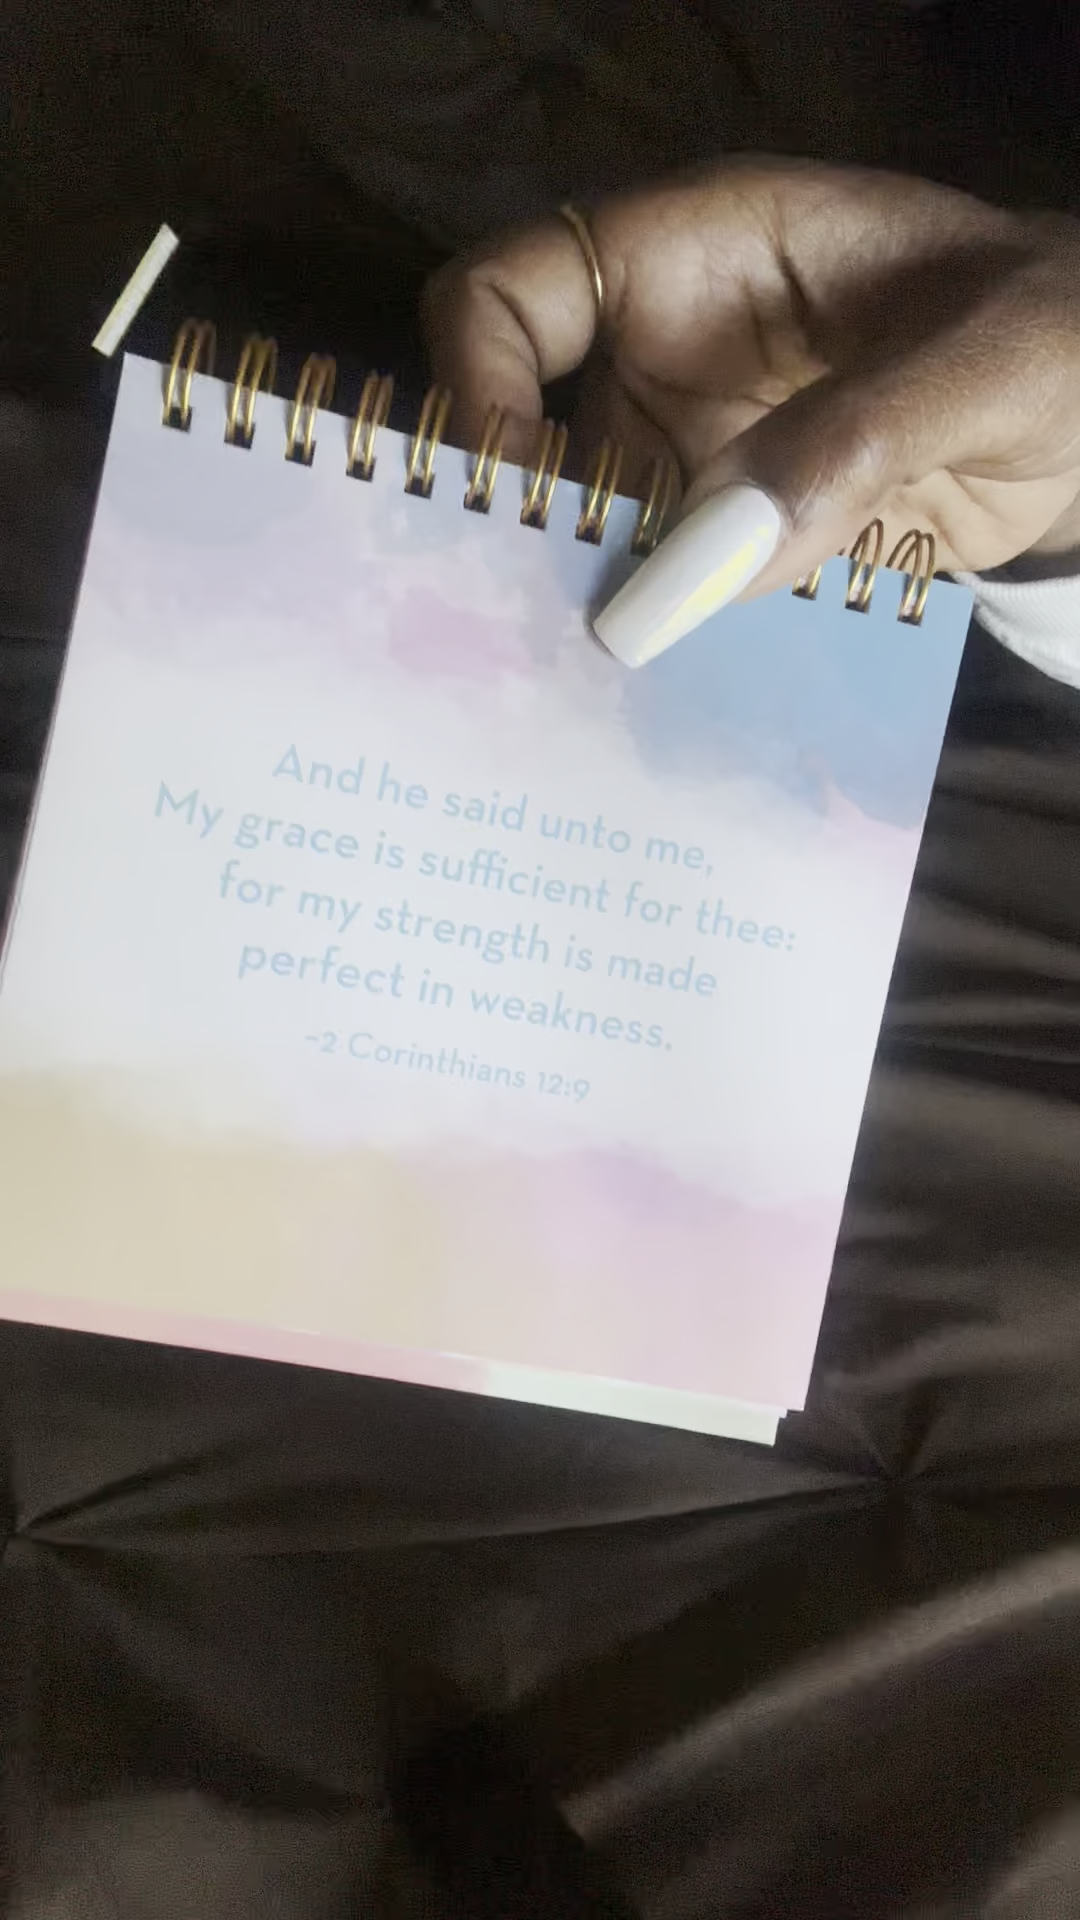 And he said unto me,
My grace is sufficient for thee:
for my strength is made
perfect in weakness.
-2 Corinthians 12:9